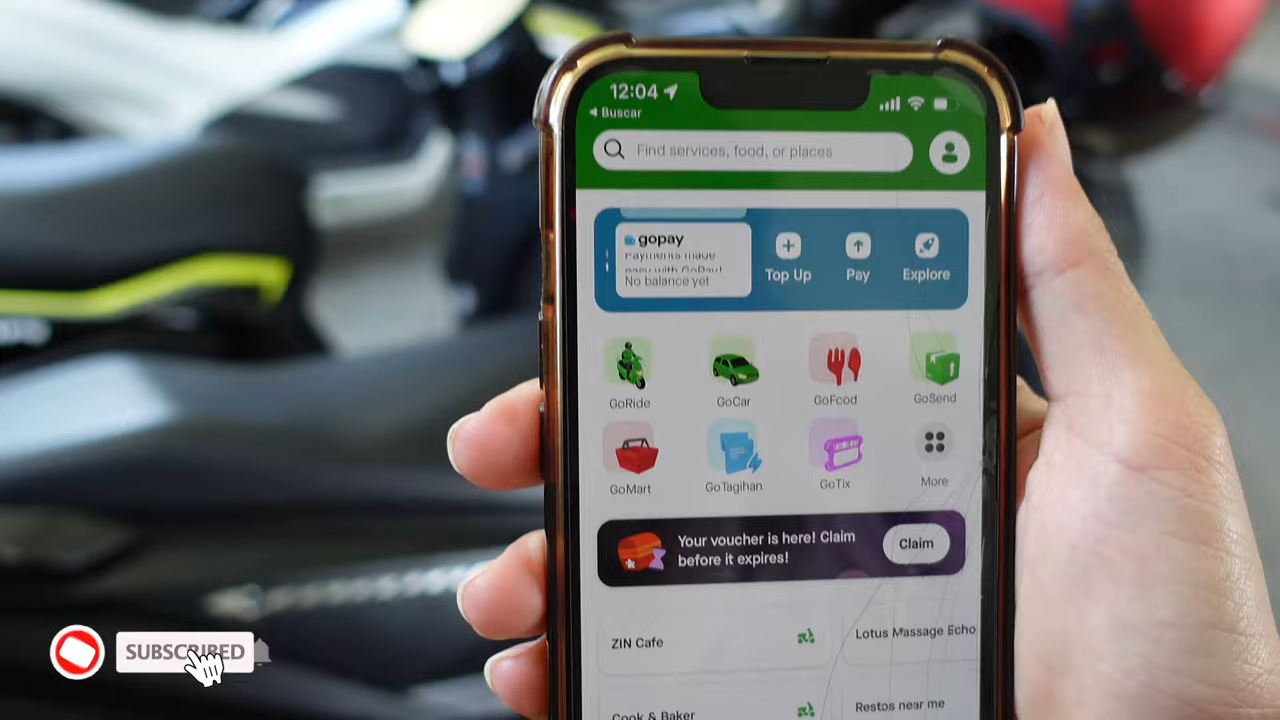 12:04
Buscar
Find services, food, or places
gopay
Payments made
easy with GoPay!
No balance yet
Top Up
Pay
Explore
GoRide
GoCar
GoFood
GoSend
GoMart
GoTagihan
GoTix
More
Your voucher is here! Claim
before it expires!
Claim
ZIN Cafe
Lotus Massage Echo
Cook & Baker
Restos near me
SUBSCRIBED